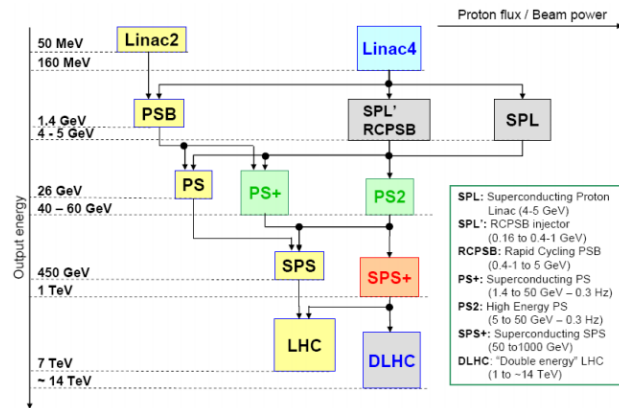 Proton flux / Beam power
Output energy
50 MeV
160 MeV
1.4 GeV
4 - 5 GeV
26 GeV
40 – 60 GeV
450 GeV
1 TeV
7 TeV
~ 14 TeV
Linac2
Linac4
PSB
SPL'
RCPSB
SPL
PS
PS+
PS2
SPS
SPS+
LHC
DLHC
SPL: Superconducting Proton
Linac (4-5 GeV)
SPL': RCPSB injector
(0.16 to 0.4-1 GeV)
RCPSB: Rapid Cycling PSB
(0.4-1 to 5 GeV)
PS+: Superconducting PS
(1.4 to 50 GeV – 0.3 Hz)
PS2: High Energy PS
(5 to 50 GeV – 0.3 Hz)
SPS+: Superconducting SPS
(50 to1000 GeV)
DLHC: "Double energy" LHC
(1 to ~14 TeV)